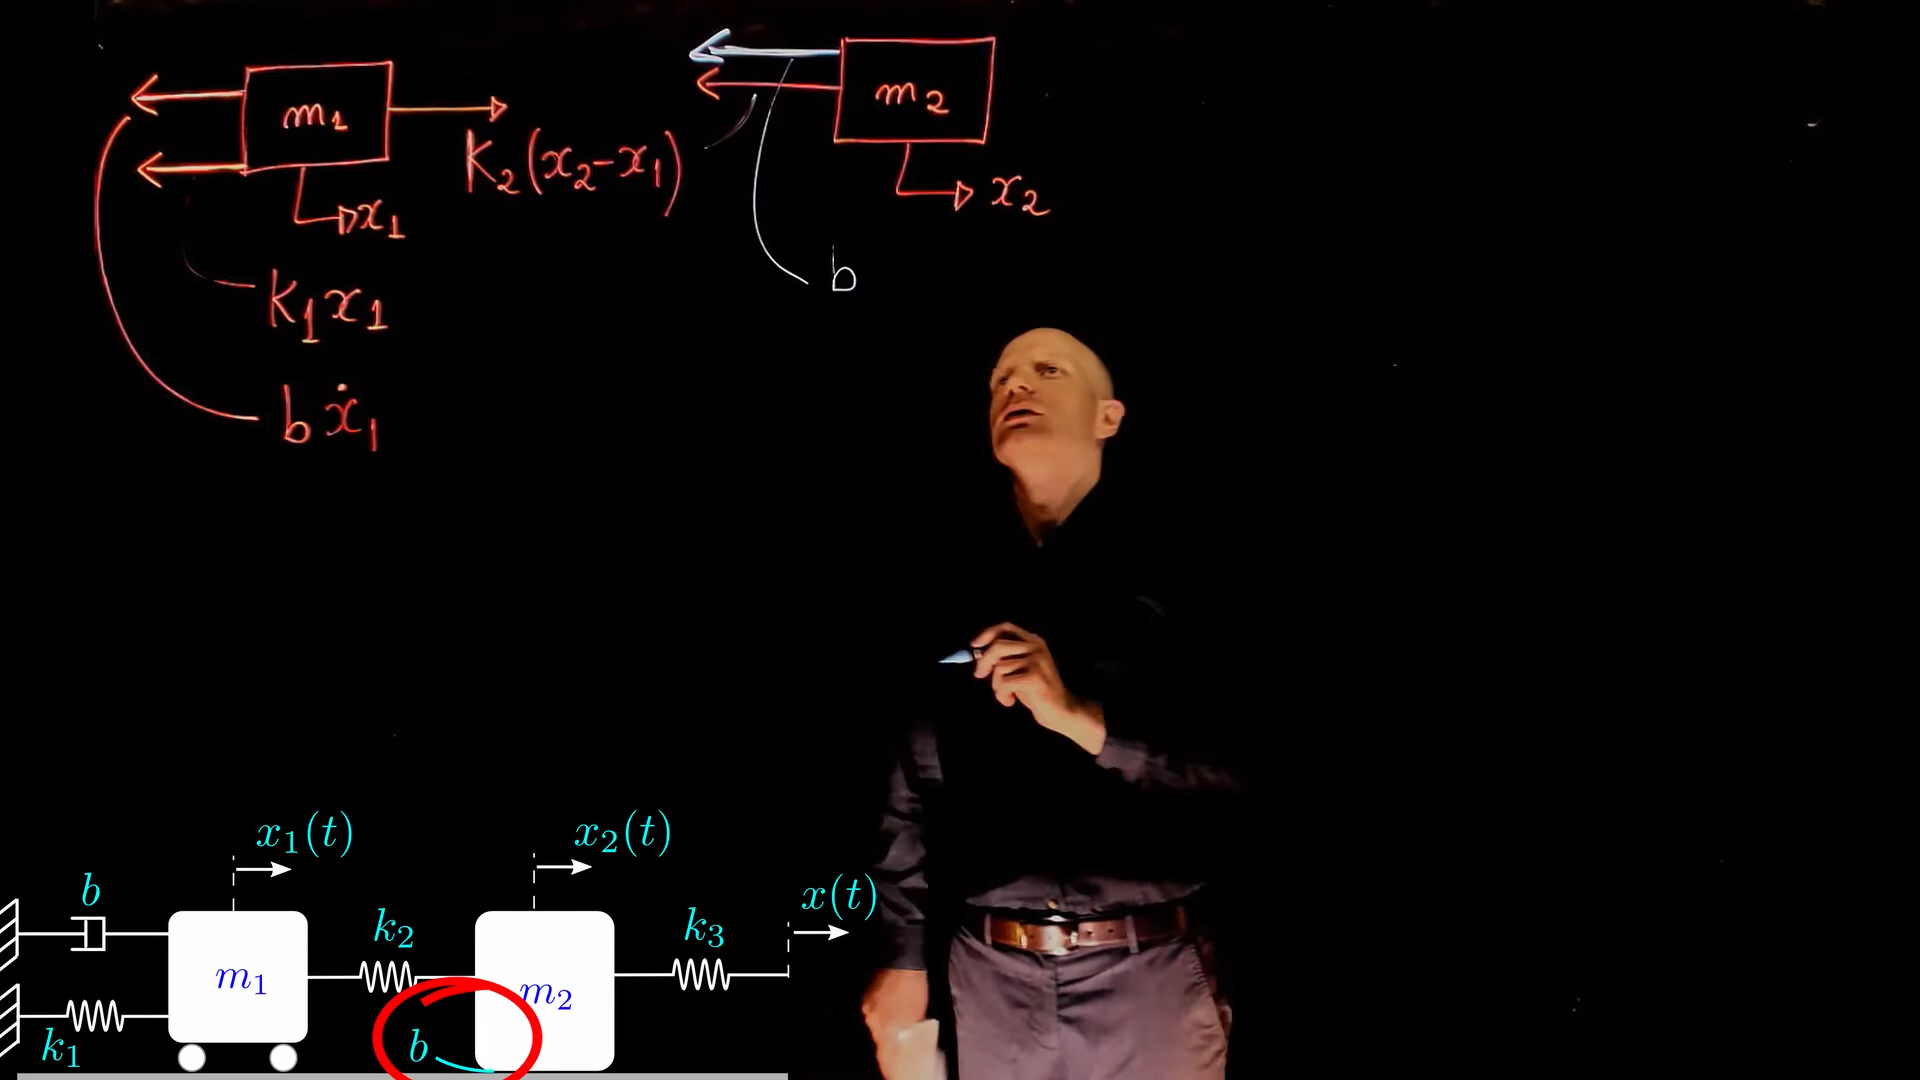 m1
m2
K2(x2-x1)
x1
x2
K1x1
b
bẋ1
x1(t)
x2(t)
x(t)
b
k2
k3
m1
m2
k1
b